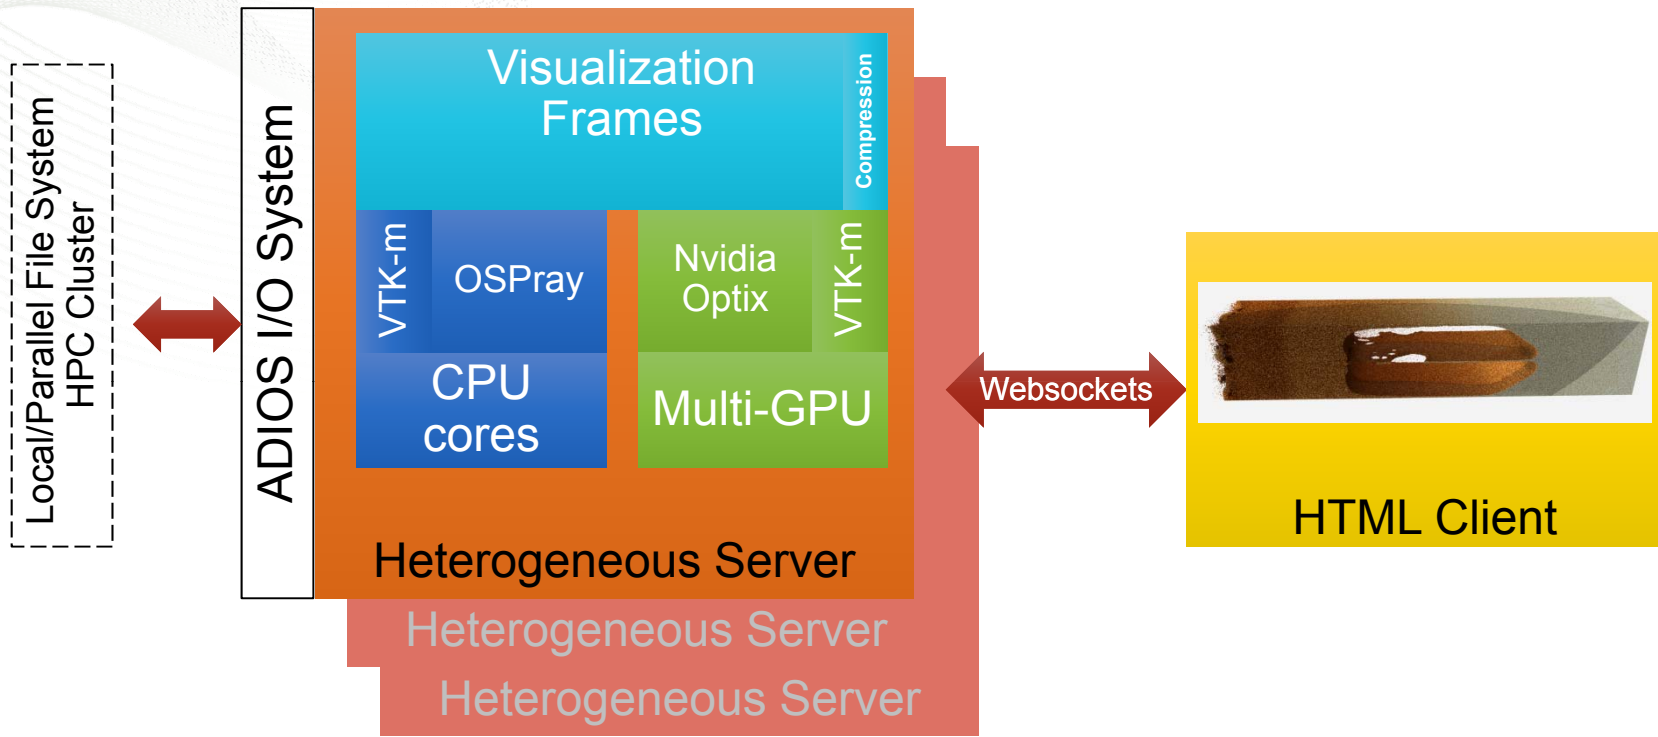 Local/Parallel File System
HPC Cluster
ADIOS I/O System
Visualization
Frames
Compression
VTK-m
OSPray
Nvidia
Optix
VTK-m
CPU
cores
Multi-GPU
Heterogeneous Server
Heterogeneous Server
Heterogeneous Server
Websockets
HTML Client